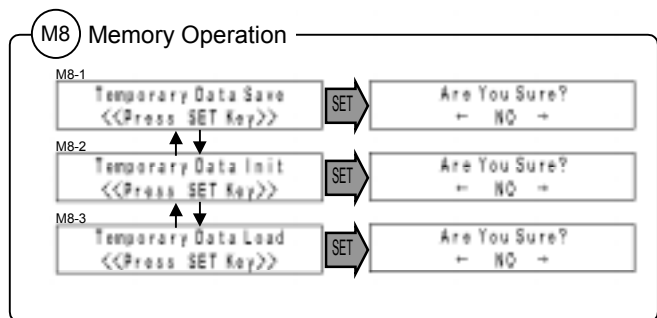 M8 Memory Operation
M8-1
Temporary Data Save
<<Press SET Key>>
SET
Are You Sure?
← NO →
M8-2
Temporary Data Init
<<Press SET Key>>
SET
Are You Sure?
← NO →
M8-3
Temporary Data Load
<<Press SET Key>>
SET
Are You Sure?
← NO →